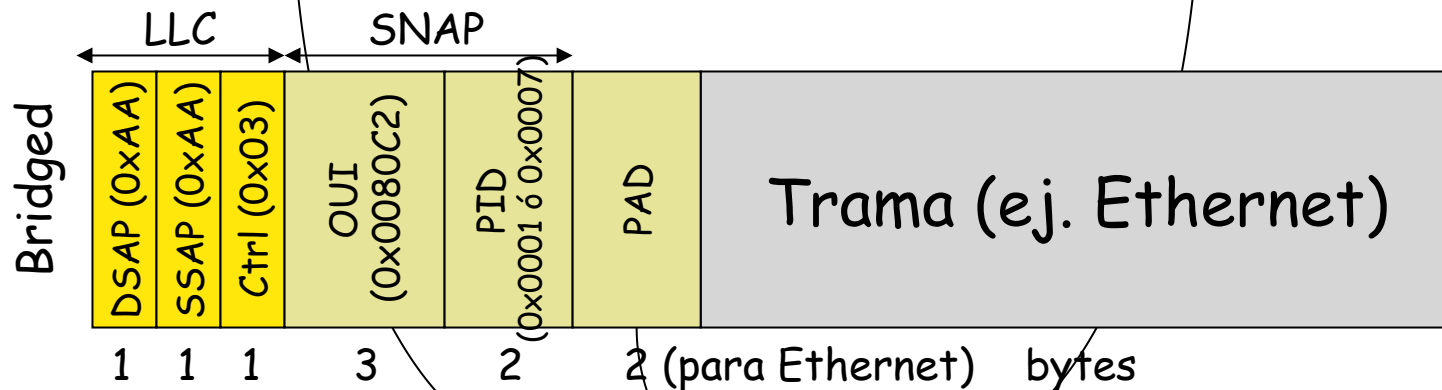 LLC
SNAP
Bridged
DSAP (0xAA)
SSAP (0xAA)
Ctrl (0x03)
OUI
(0x0080C2)
PID
(0x0001 ó 0x0007)
PAD
Trama (ej. Ethernet)
1 1 1 3 2 2 (para Ethernet) bytes